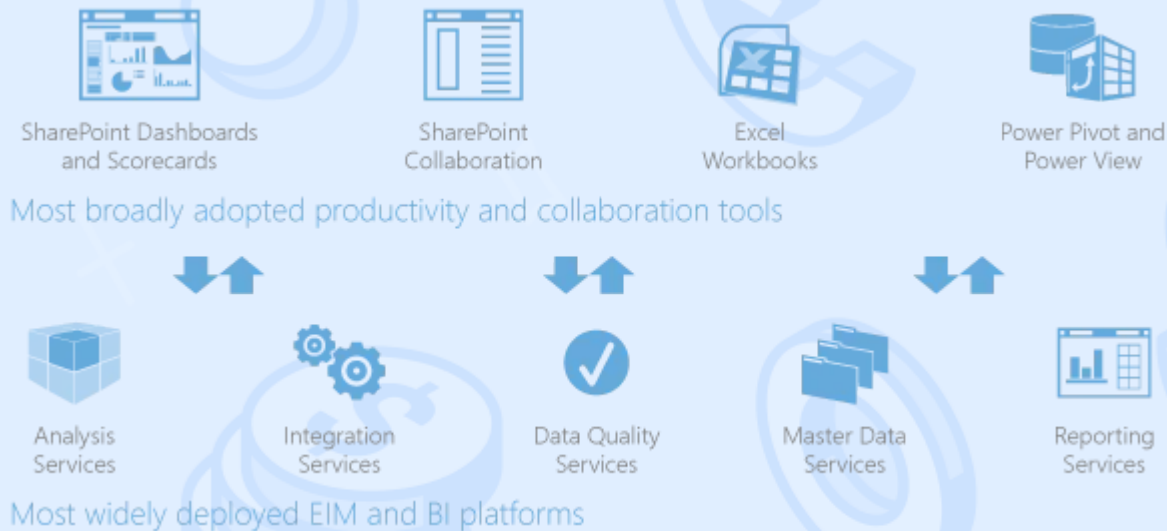 SharePoint Dashboards
and Scorecards
SharePoint
Collaboration
Excel
Workbooks
Power Pivot and
Power View
Most broadly adopted productivity and collaboration tools
Analysis
Services
Integration
Services
Data Quality
Services
Master Data
Services
Reporting
Services
Most widely deployed EIM and BI platforms